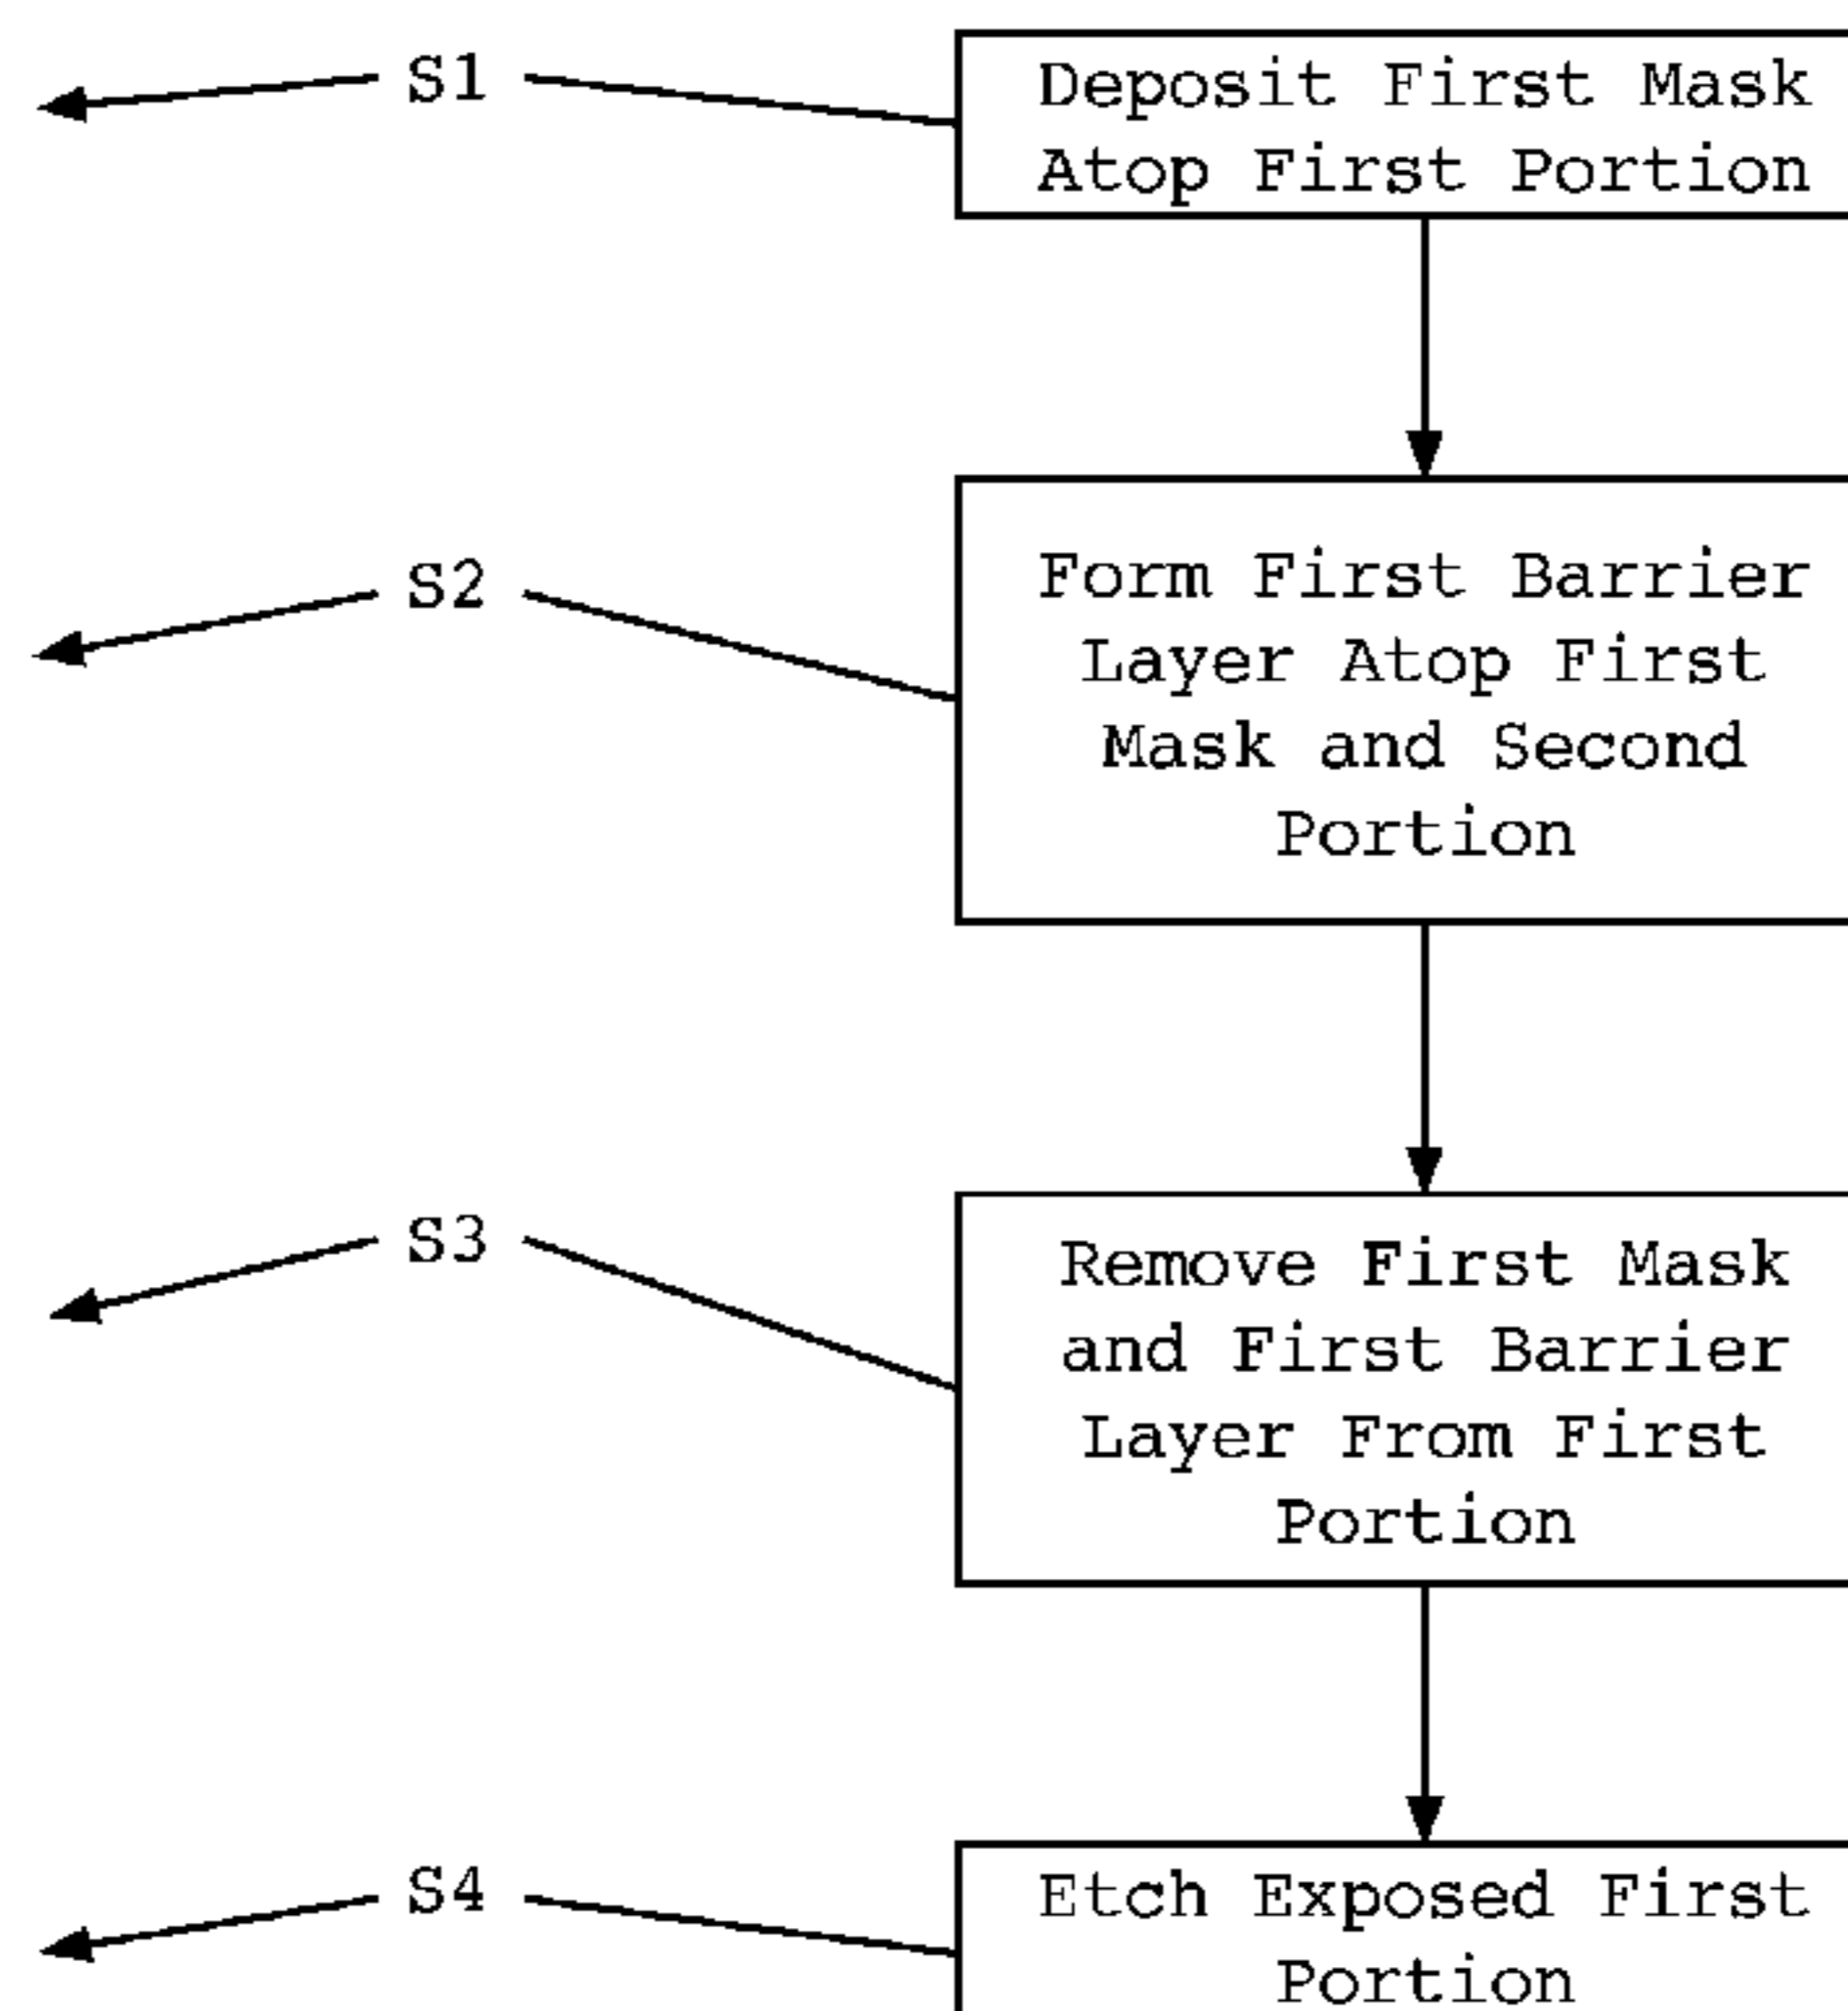 S1
Deposit First Mask
Atop First Portion
S2
Form First Barrier
Layer Atop First
Mask and Second
Portion
S3
Remove First Mask
and First Barrier
Layer From First
Portion
S4
Etch Exposed First
Portion